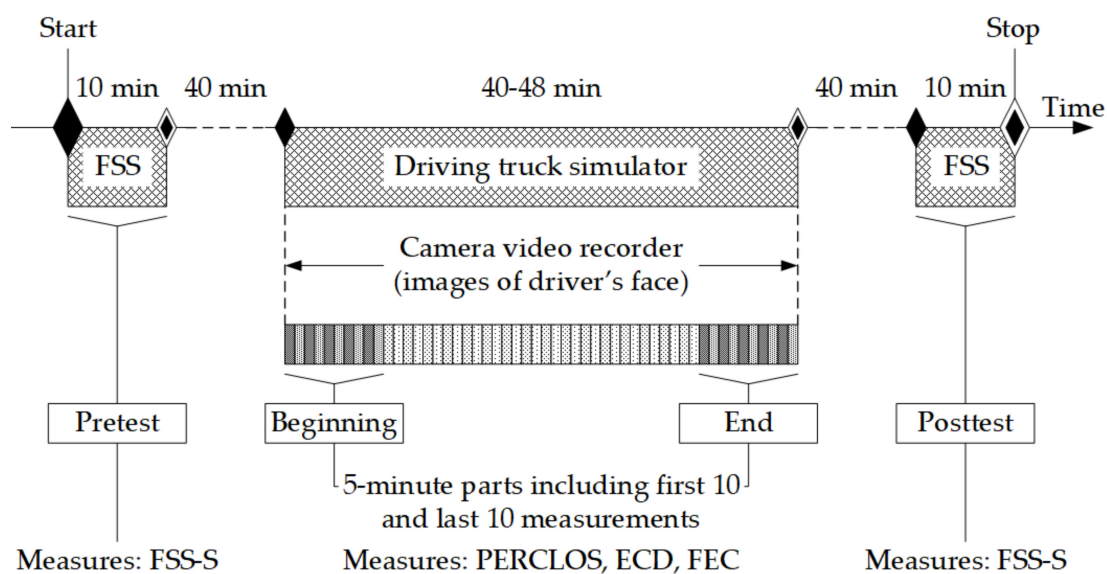 Start
Stop
10 min
40 min
40-48 min
40 min
10 min
Time
FSS
Driving truck simulator
FSS
Camera video recorder
(images of driver’s face)
Pretest
Beginning
End
Posttest
5-minute parts including first 10
and last 10 measurements
Measures: FSS-S
Measures: PERCLOS, ECD, FEC
Measures: FSS-S